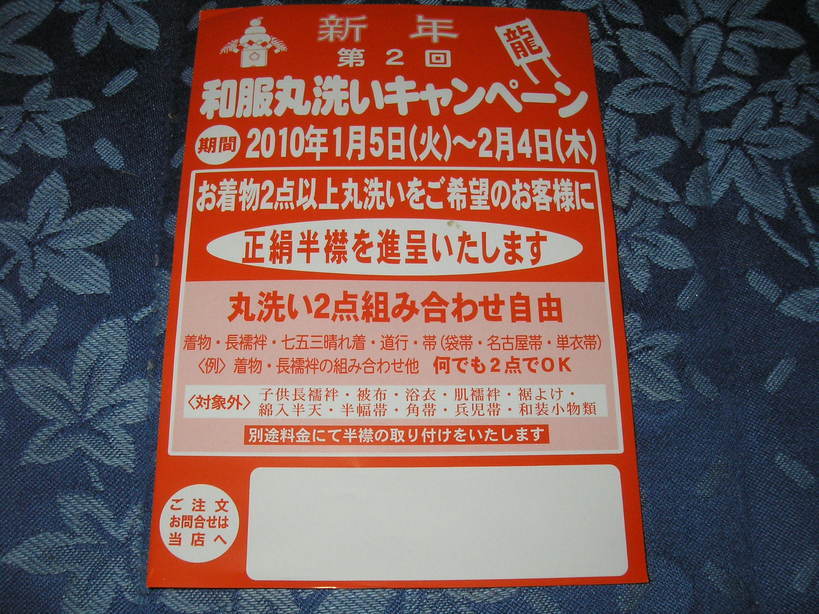 新年
龍
第2回
和服丸洗いキャンペーン
期間 2010年1月5日(火)〜2月4日(木)
お着物2点以上丸洗いをご希望のお客様に
正絹半襟を進呈いたします
丸洗い2点組み合わせ自由
着物・長襦袢・七五三晴れ着・道行・帯(袋帯・名古屋帯・単衣帯)
〈例〉着物・長襦袢の組み合わせ他 何でも2点でOK
〈対象外〉子供長襦袢・被布・浴衣・肌襦袢・裾よけ・
綿入半天・半幅帯・角帯・兵児帯・和装小物類
別途料金にて半襟の取り付けをいたします
ご注文
お問合せは
当店へ